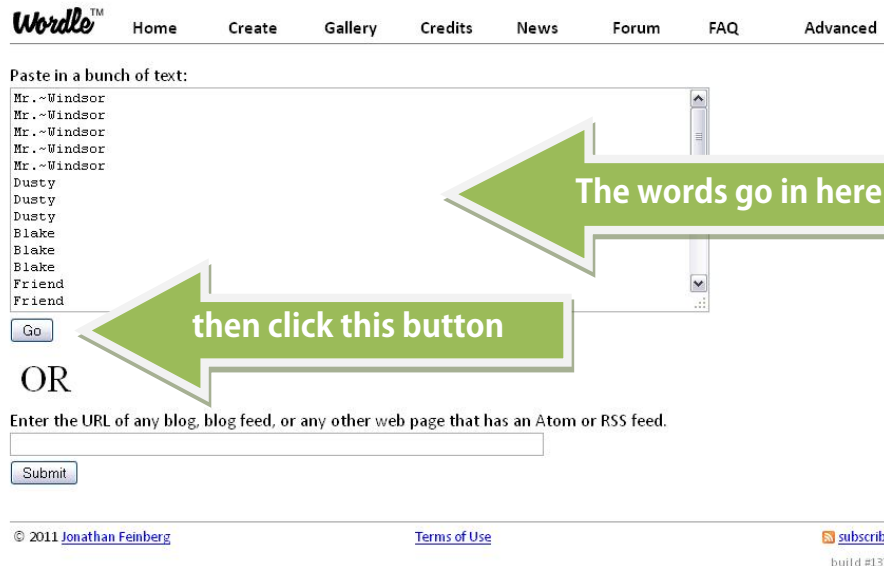 Wordle™ Home Create Gallery Credits News Forum FAQ Advanced
Paste in a bunch of text:
Mr.~Windsor
Mr.~Windsor
Mr.~Windsor
Mr.~Windsor
Mr.~Windsor
Dusty
Dusty
Dusty
Blake
Blake
Blake
Friend
Friend
The words go in here
Go
then click this button
OR
Enter the URL of any blog, blog feed, or any other web page that has an Atom or RSS feed.
Submit
© 2011 Jonathan Feinberg Terms of Use subscrib
build #13